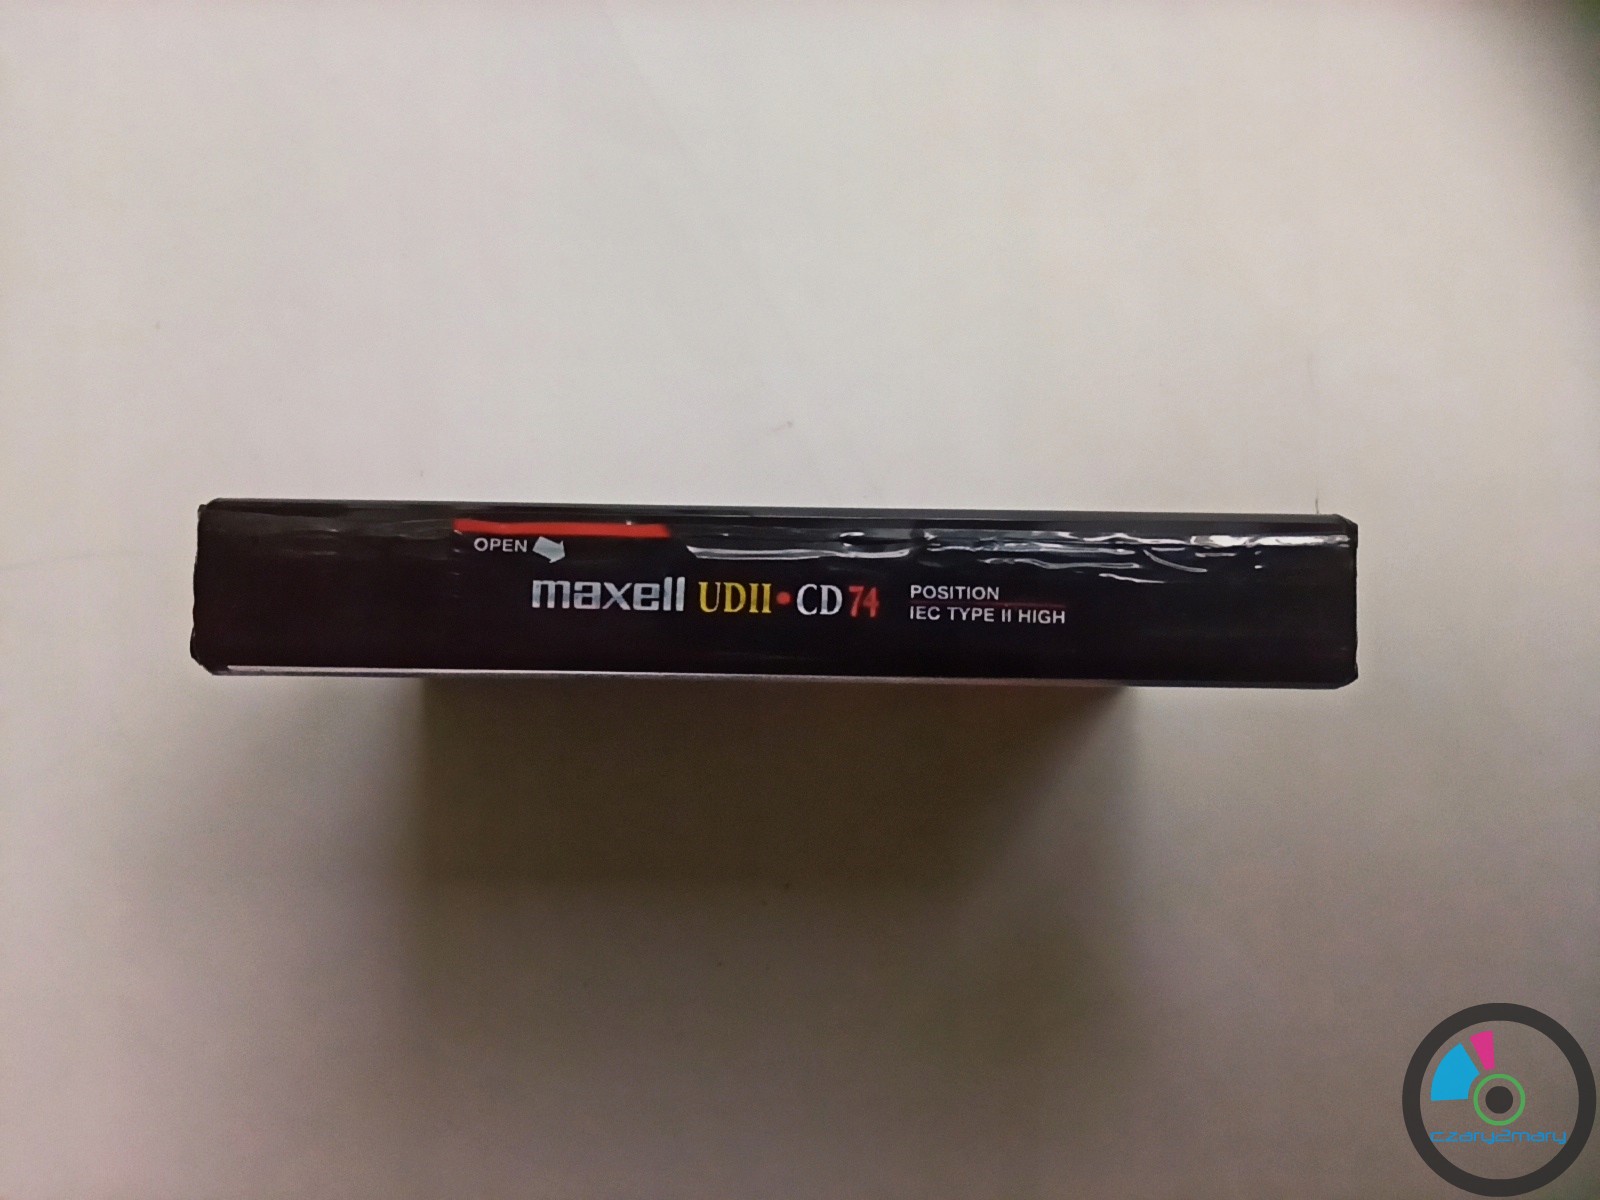 OPEN
maxell UDII•CD74
POSITION
IEC TYPE II HIGH
czary2mary